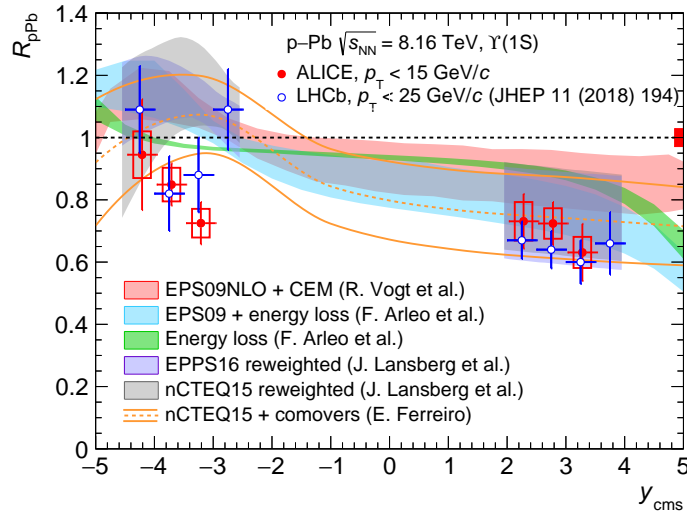 R_pPb
1.4
1.2
1
0.8
0.6
0.4
0.2
0
p−Pb √s_NN = 8.16 TeV, ϒ(1S)
ALICE, p_T < 15 GeV/c
LHCb, p_T < 25 GeV/c (JHEP 11 (2018) 194)
EPS09NLO + CEM (R. Vogt et al.)
EPS09 + energy loss (F. Arleo et al.)
Energy loss (F. Arleo et al.)
EPPS16 reweighted (J. Lansberg et al.)
nCTEQ15 reweighted (J. Lansberg et al.)
nCTEQ15 + comovers (E. Ferreiro)
−5 −4 −3 −2 −1 0 1 2 3 4 5
y_cms